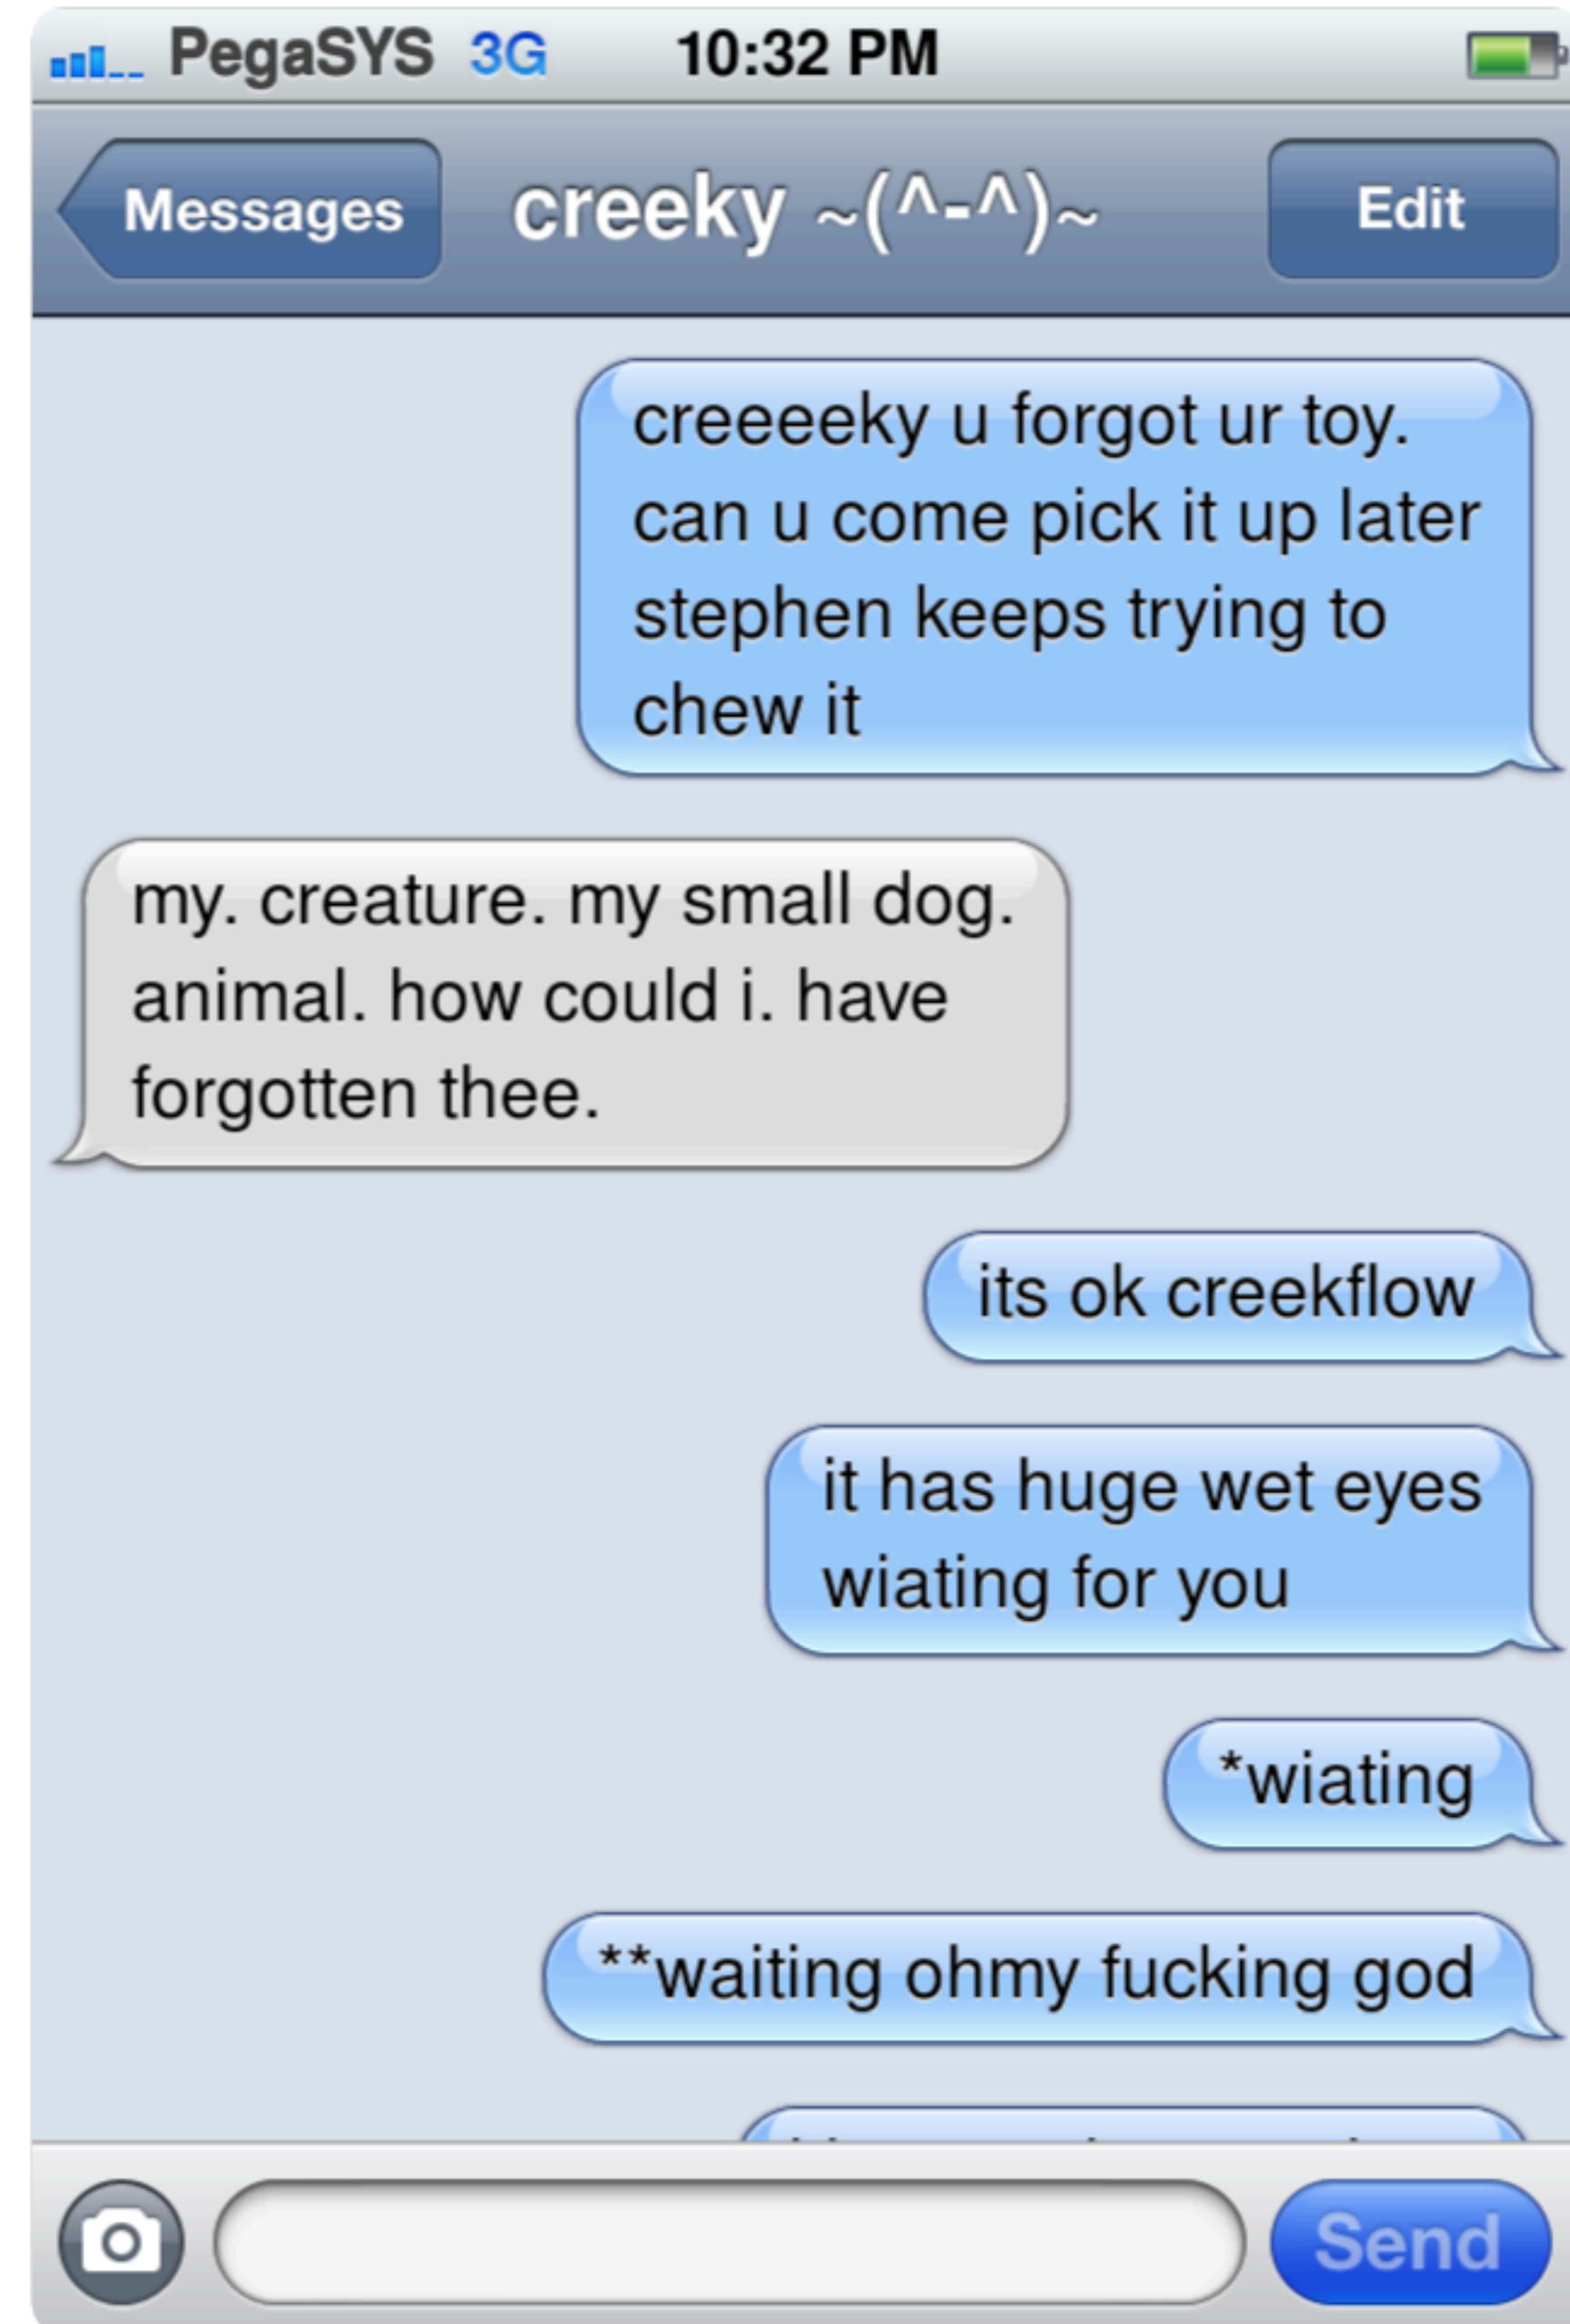 PegaSYS 3G 10:32 PM
Messages creeky ~(^-^)~ Edit
creeeeky u forgot ur toy.
can u come pick it up later
stephen keeps trying to
chew it
my. creature. my small dog.
animal. how could i. have
forgotten thee.
its ok creekflow
it has huge wet eyes
wiating for you
*wiating
**waiting ohmy fucking god
Send